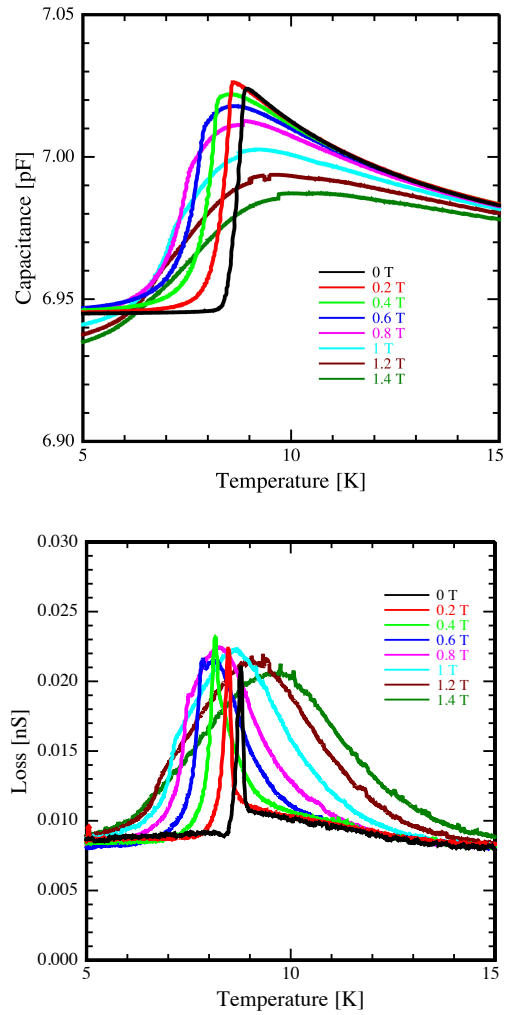 7.05
7.00
6.95
6.90
Capacitance [pF]
0 T
0.2 T
0.4 T
0.6 T
0.8 T
1 T
1.2 T
1.4 T
5
10
15
Temperature [K]
0.030
0.025
0.020
0.015
0.010
0.005
0.000
Loss [nS]
0 T
0.2 T
0.4 T
0.6 T
0.8 T
1 T
1.2 T
1.4 T
5
10
15
Temperature [K]